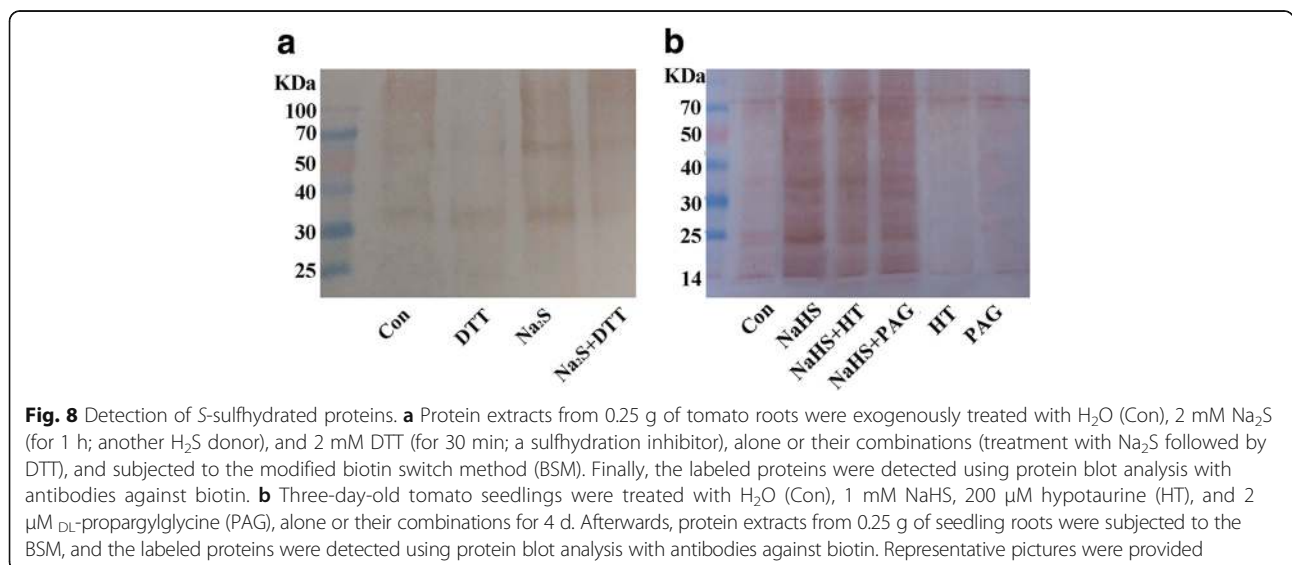 a
b
KDa
100
70
50
40
30
25
Con
DTT
Na₂S
Na₂S+DTT
KDa
70
50
40
30
25
14
Con
NaHS
NaHS+HT
NaHS+PAG
HT
PAG
Fig. 8 Detection of S-sulfhydrated proteins. a Protein extracts from 0.25 g of tomato roots were exogenously treated with H₂O (Con), 2 mM Na₂S
(for 1 h; another H₂S donor), and 2 mM DTT (for 30 min; a sulfhydration inhibitor), alone or their combinations (treatment with Na₂S followed by
DTT), and subjected to the modified biotin switch method (BSM). Finally, the labeled proteins were detected using protein blot analysis with
antibodies against biotin. b Three-day-old tomato seedlings were treated with H₂O (Con), 1 mM NaHS, 200 μM hypotaurine (HT), and 2
μM DL-propargylglycine (PAG), alone or their combinations for 4 d. Afterwards, protein extracts from 0.25 g of seedling roots were subjected to the
BSM, and the labeled proteins were detected using protein blot analysis with antibodies against biotin. Representative pictures were provided